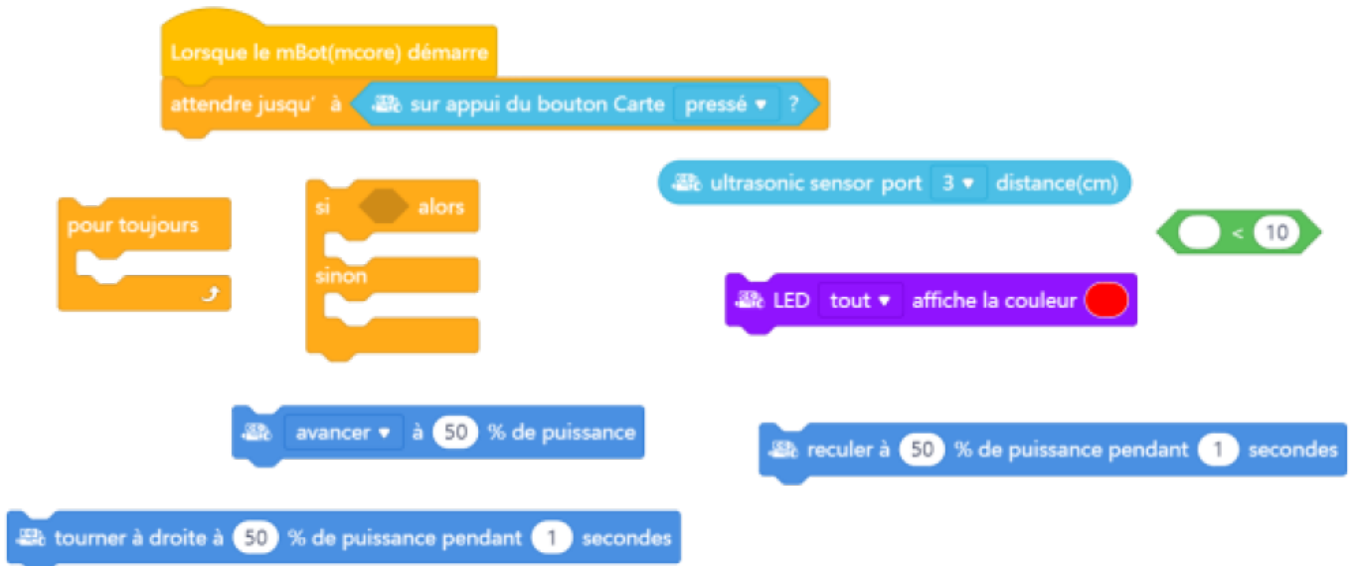 Lorsque le mBot(mcore) démarre
attendre jusqu' à sur appui du bouton Carte pressé ?
ultrasonic sensor port 3 distance(cm)
pour toujours
si alors
sinon
< 10
LED tout affiche la couleur
avancer à 50 % de puissance
reculer à 50 % de puissance pendant 1 secondes
tourner à droite à 50 % de puissance pendant 1 secondes